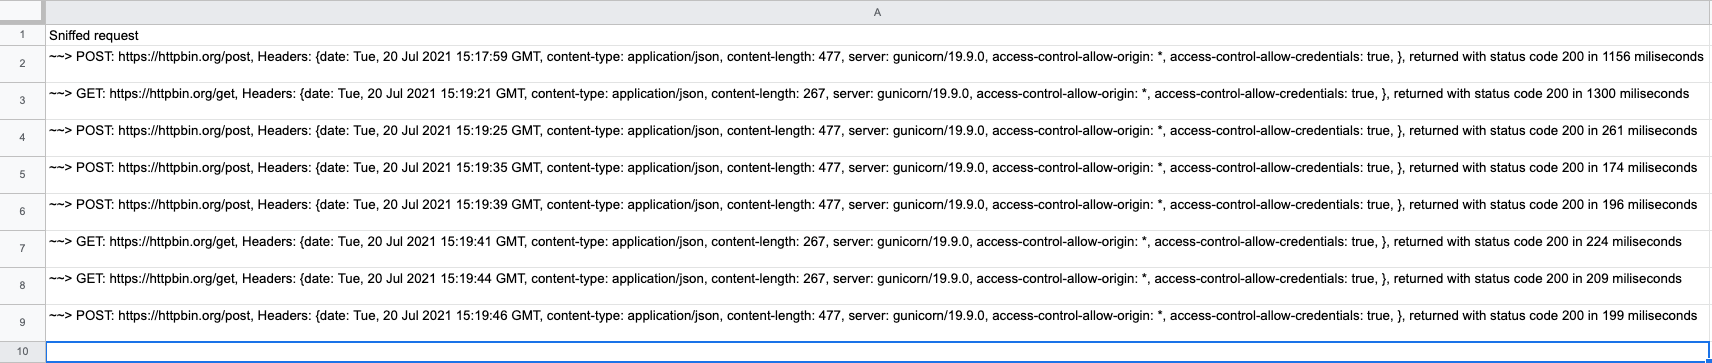 A
1 Sniffed request
2 ~~> POST: https://httpbin.org/post, Headers: {date: Tue, 20 Jul 2021 15:17:59 GMT, content-type: application/json, content-length: 477, server: gunicorn/19.9.0, access-control-allow-origin: *, access-control-allow-credentials: true, }, returned with status code 200 in 1156 miliseconds
3 ~~> GET: https://httpbin.org/get, Headers: {date: Tue, 20 Jul 2021 15:19:21 GMT, content-type: application/json, content-length: 267, server: gunicorn/19.9.0, access-control-allow-origin: *, access-control-allow-credentials: true, }, returned with status code 200 in 1300 miliseconds
4 ~~> POST: https://httpbin.org/post, Headers: {date: Tue, 20 Jul 2021 15:19:25 GMT, content-type: application/json, content-length: 477, server: gunicorn/19.9.0, access-control-allow-origin: *, access-control-allow-credentials: true, }, returned with status code 200 in 261 miliseconds
5 ~~> POST: https://httpbin.org/post, Headers: {date: Tue, 20 Jul 2021 15:19:35 GMT, content-type: application/json, content-length: 477, server: gunicorn/19.9.0, access-control-allow-origin: *, access-control-allow-credentials: true, }, returned with status code 200 in 174 miliseconds
6 ~~> POST: https://httpbin.org/post, Headers: {date: Tue, 20 Jul 2021 15:19:39 GMT, content-type: application/json, content-length: 477, server: gunicorn/19.9.0, access-control-allow-origin: *, access-control-allow-credentials: true, }, returned with status code 200 in 196 miliseconds
7 ~~> GET: https://httpbin.org/get, Headers: {date: Tue, 20 Jul 2021 15:19:41 GMT, content-type: application/json, content-length: 267, server: gunicorn/19.9.0, access-control-allow-origin: *, access-control-allow-credentials: true, }, returned with status code 200 in 224 miliseconds
8 ~~> GET: https://httpbin.org/get, Headers: {date: Tue, 20 Jul 2021 15:19:44 GMT, content-type: application/json, content-length: 267, server: gunicorn/19.9.0, access-control-allow-origin: *, access-control-allow-credentials: true, }, returned with status code 200 in 209 miliseconds
9 ~~> POST: https://httpbin.org/post, Headers: {date: Tue, 20 Jul 2021 15:19:46 GMT, content-type: application/json, content-length: 477, server: gunicorn/19.9.0, access-control-allow-origin: *, access-control-allow-credentials: true, }, returned with status code 200 in 199 miliseconds
10